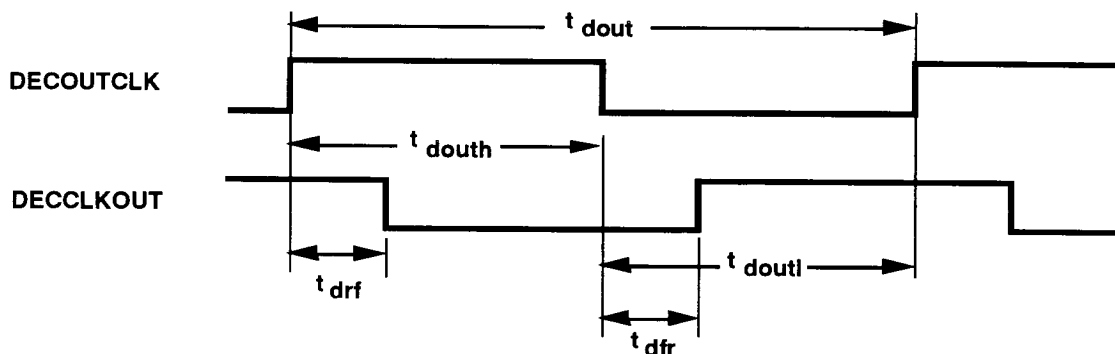 t dout
DECOUTCLK
t douth
DECCLKOUT
t drf
t doutl
t dfr